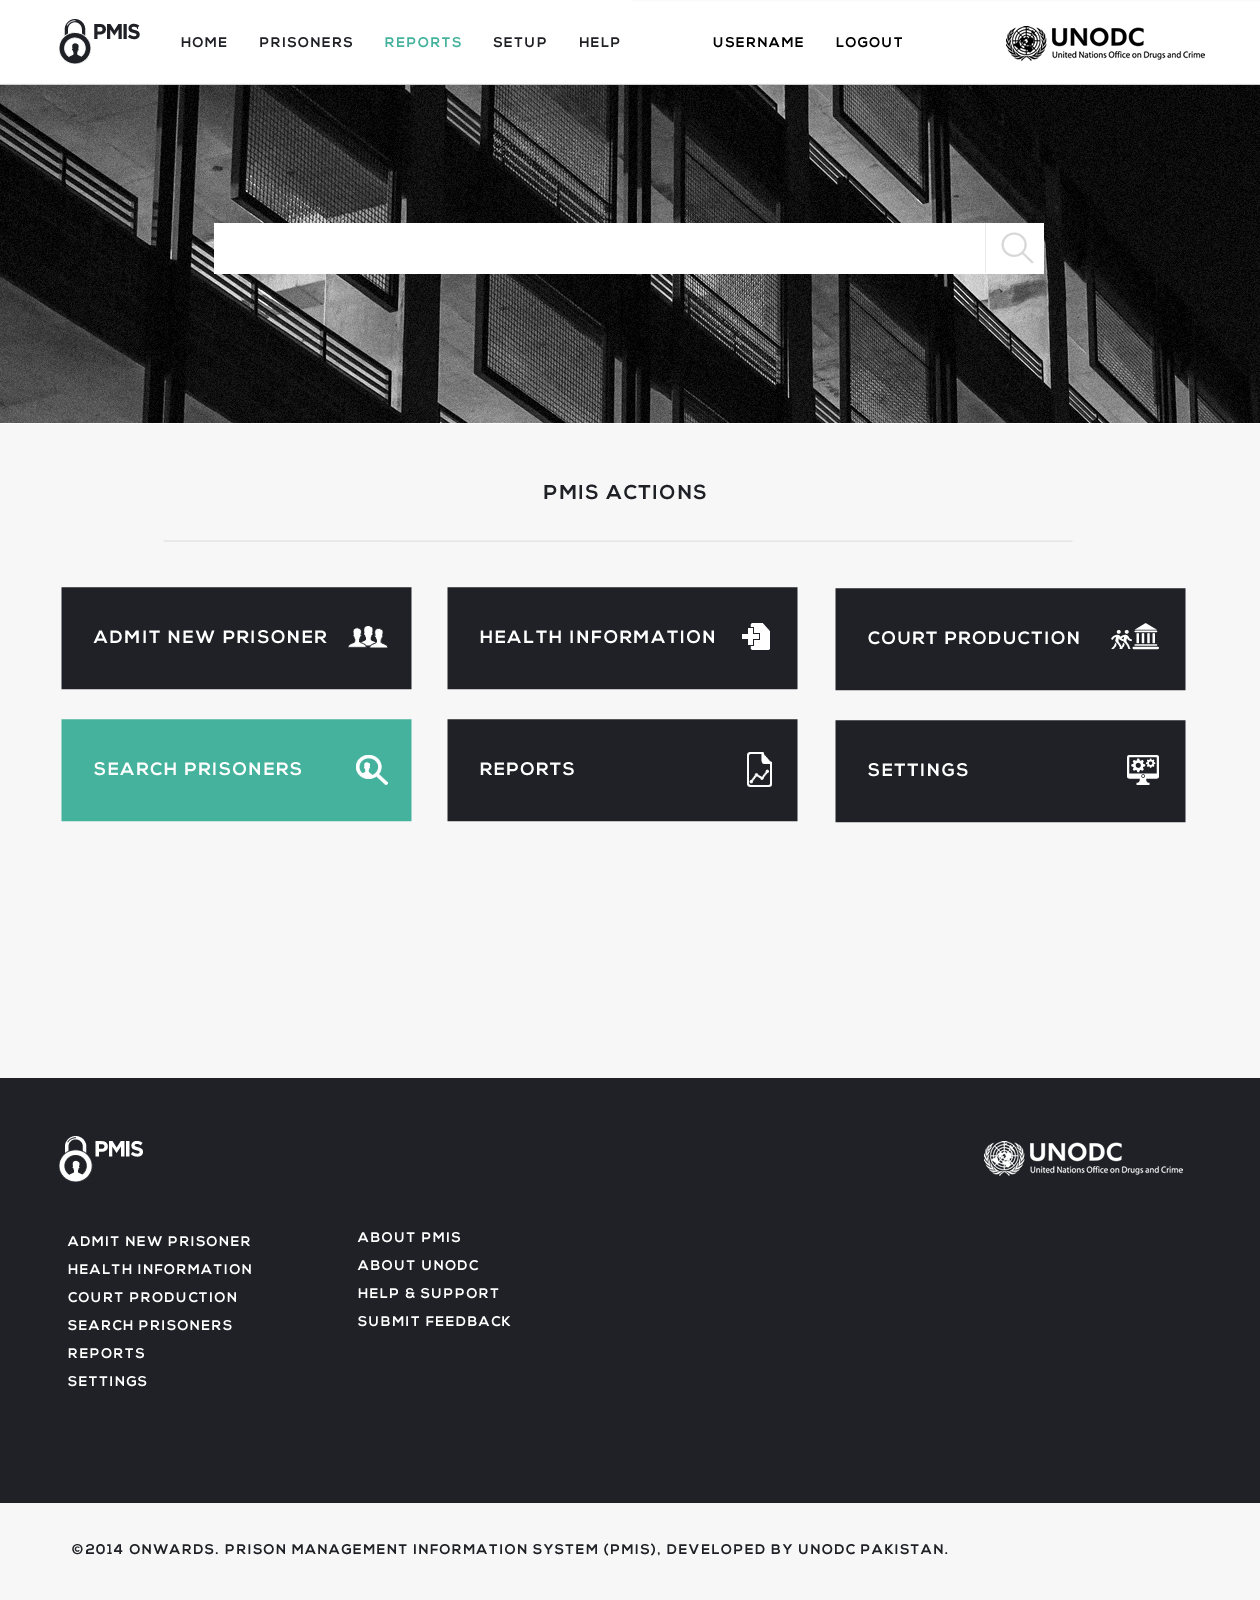 PMIS
HOME PRISONERS REPORTS SETUP HELP USERNAME LOGOUT
UNODC
United Nations Office on Drugs and Crime
PMIS ACTIONS
ADMIT NEW PRISONER
HEALTH INFORMATION
COURT PRODUCTION
SEARCH PRISONERS
REPORTS
SETTINGS
PMIS
UNODC
United Nations Office on Drugs and Crime
ADMIT NEW PRISONER
HEALTH INFORMATION
COURT PRODUCTION
SEARCH PRISONERS
REPORTS
SETTINGS
ABOUT PMIS
ABOUT UNODC
HELP & SUPPORT
SUBMIT FEEDBACK
©2014 ONWARDS. PRISON MANAGEMENT INFORMATION SYSTEM (PMIS), DEVELOPED BY UNODC PAKISTAN.